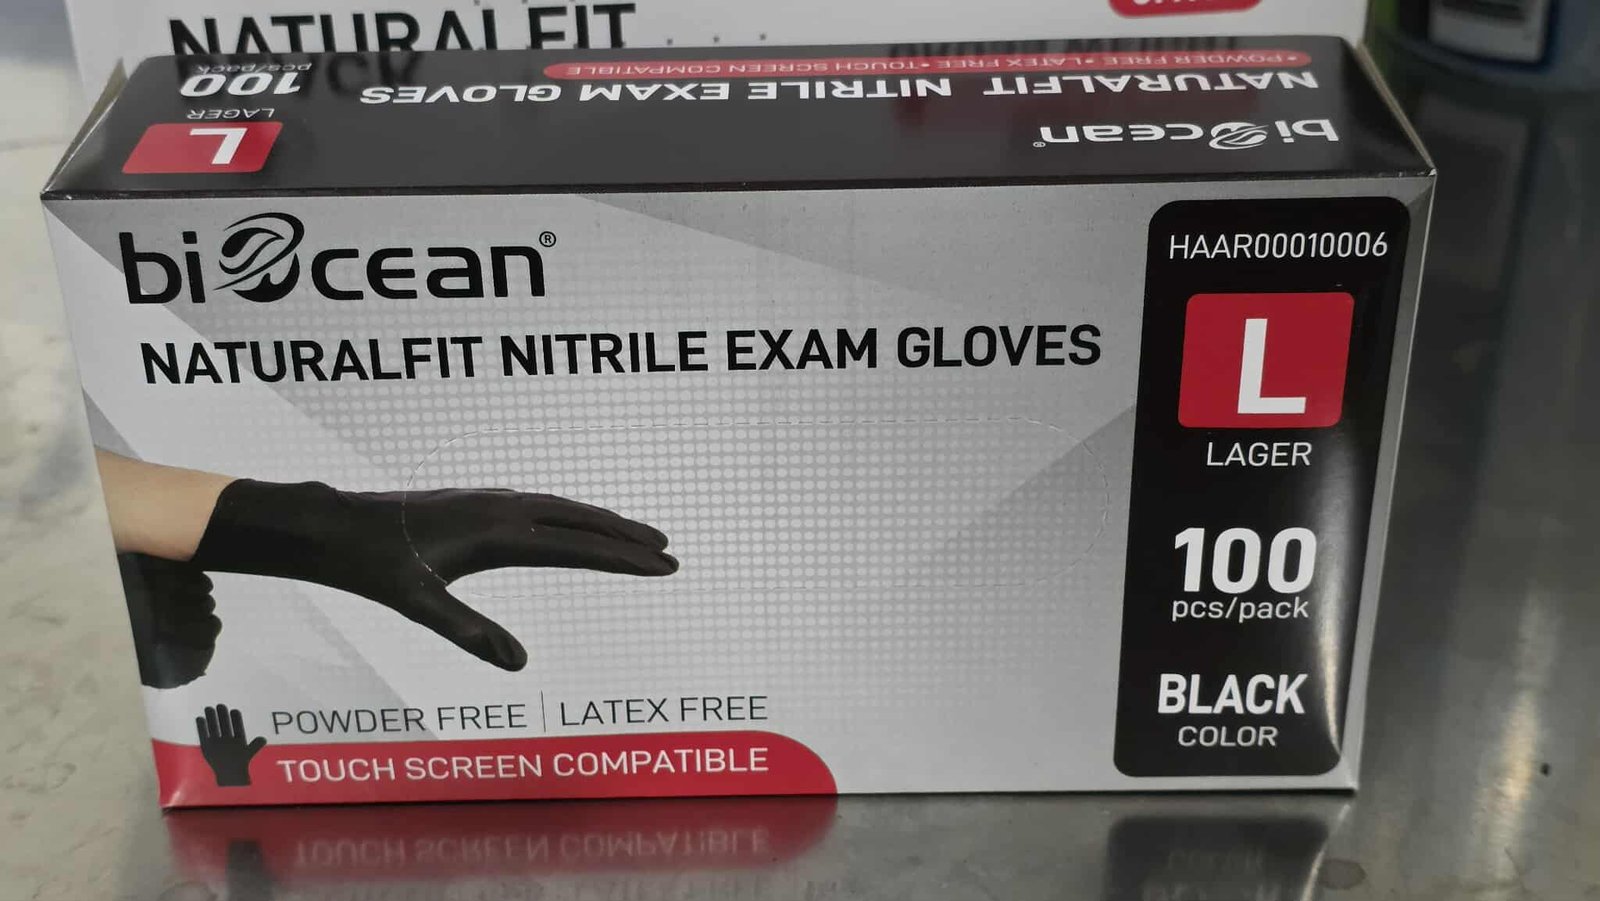 NATURALFIT
biOcean®
NATURALFIT NITRILE EXAM GLOVES
• POWDER FREE • LATEX FREE • TOUCH SCREEN COMPATIBLE
L
LAGER
100
pcs/pack
biOcean®
NATURALFIT NITRILE EXAM GLOVES
POWDER FREE | LATEX FREE
TOUCH SCREEN COMPATIBLE
HAAR00010006
L
LAGER
100
pcs/pack
BLACK
COLOR